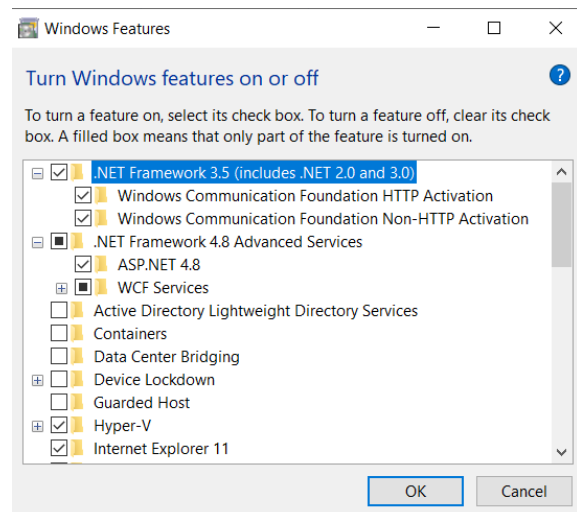 Windows Features
Turn Windows features on or off
?
To turn a feature on, select its check box. To turn a feature off, clear its check
box. A filled box means that only part of the feature is turned on.
.NET Framework 3.5 (includes .NET 2.0 and 3.0)
Windows Communication Foundation HTTP Activation
Windows Communication Foundation Non-HTTP Activation
.NET Framework 4.8 Advanced Services
ASP.NET 4.8
WCF Services
Active Directory Lightweight Directory Services
Containers
Data Center Bridging
Device Lockdown
Guarded Host
Hyper-V
Internet Explorer 11
OK
Cancel